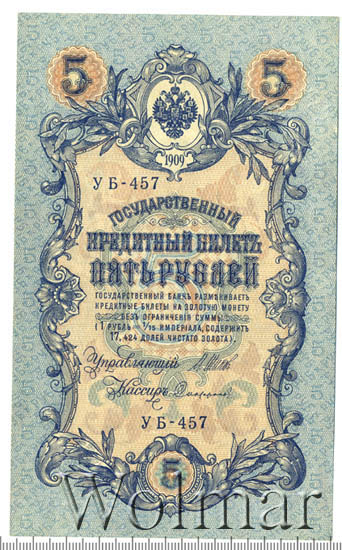 5 5
1909
УБ-457
ГОСУДАРСТВЕННЫЙ
КРЕДИТНЫЙ БИЛЕТЪ
ПЯТЬ РУБЛЕЙ
ГОСУДАРСТВЕННЫЙ БАНКЪ РАЗМѢНИВАЕТЪ
КРЕДИТНЫЕ БИЛЕТЫ НА ЗОЛОТУЮ МОНЕТУ
БЕЗЪ ОГРАНИЧЕНІЯ СУММЫ
(1 РУБЛЬ = 1/15 ИМПЕРІАЛА, СОДЕРЖИТЪ
17,424 ДОЛЕЙ ЧИСТАГО ЗОЛОТА).
Управляющій
Кассиръ
УБ-457
5
Wolmar